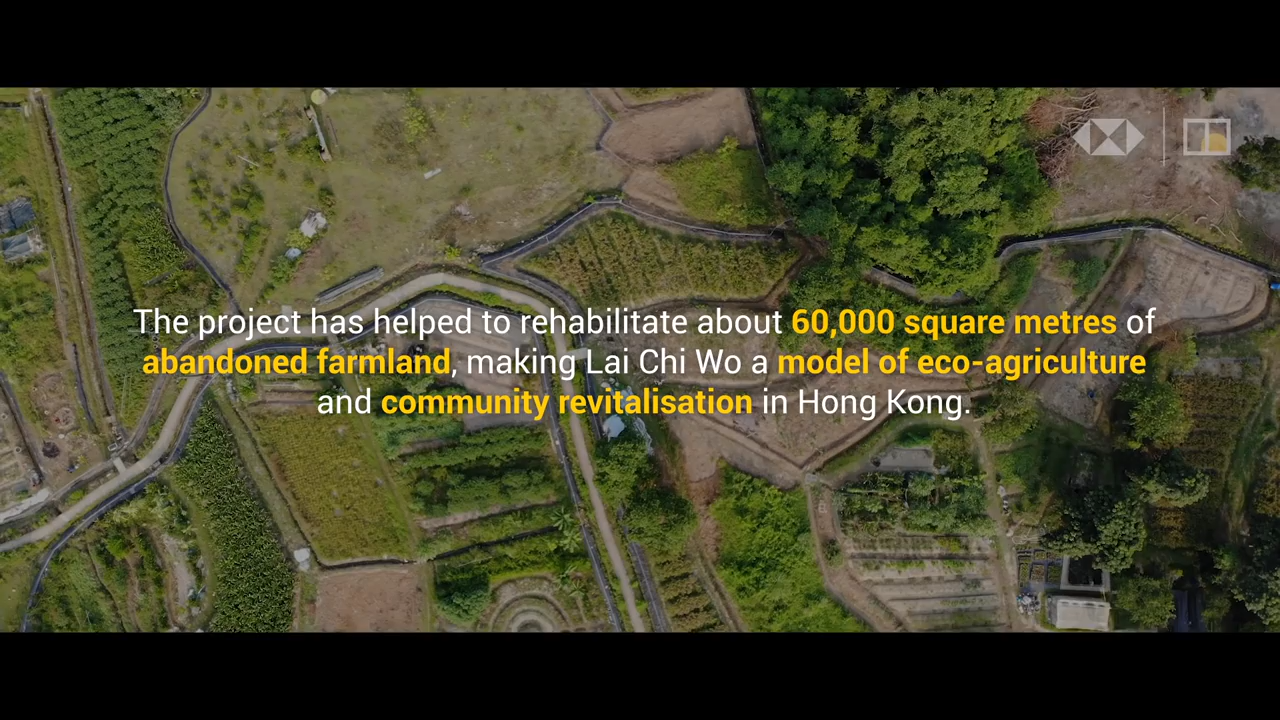 The project has helped to rehabilitate about 60,000 square metres of
abandoned farmland, making Lai Chi Wo a model of eco-agriculture
and community revitalisation in Hong Kong.